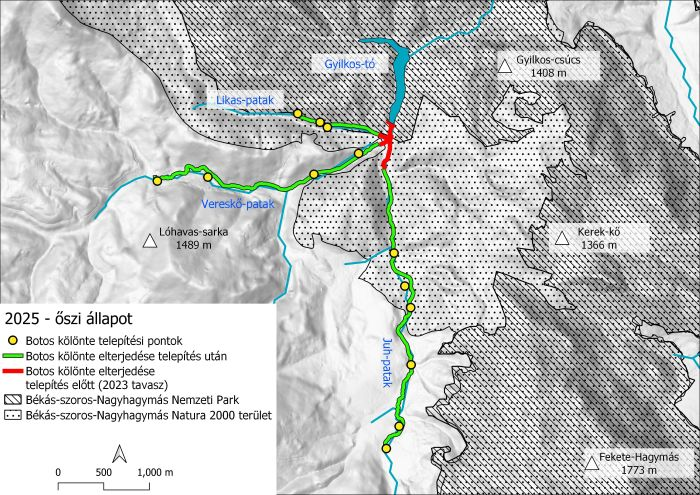 Gyilkos-tó
Gyilkos-csúcs
1408 m
Likas-patak
Vereskő-patak
Lóhavas-sarka
1489 m
Kerek-kő
1366 m
Juh-patak
2025 - őszi állapot
Botos kölönte telepítési pontok
Botos kölönte elterjedése telepítés után
Botos kölönte elterjedése
telepítés előtt (2023 tavasz)
Békás-szoros-Nagyhagymás Nemzeti Park
Békás-szoros-Nagyhagymás Natura 2000 terület
0 500 1,000 m
Fekete-Hagymás
1773 m